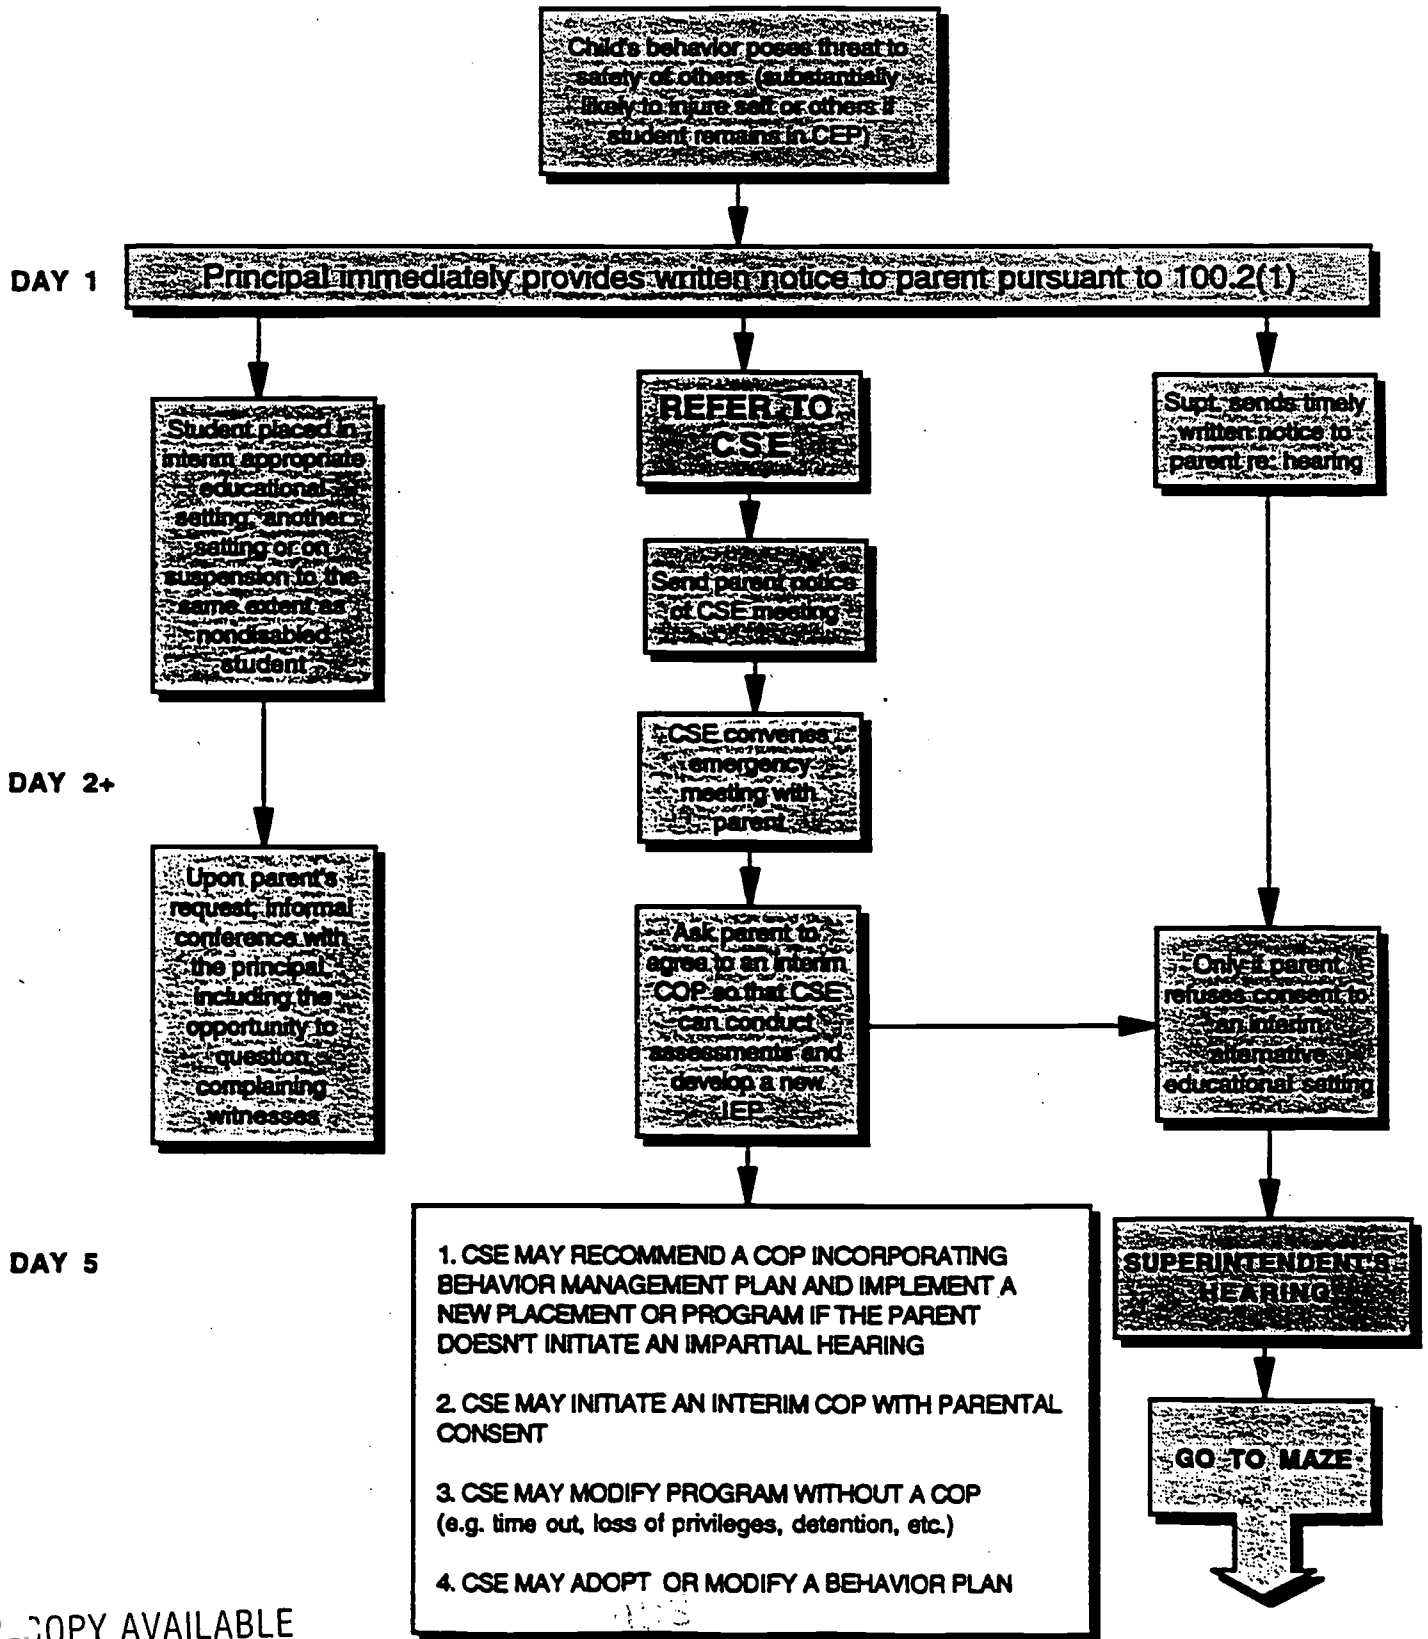 Child's behavior poses threat to
safety of others (substantially
likely to injure self or others if
student remains in CEP)
DAY 1
Principal immediately provides written notice to parent pursuant to 100.2(1)
Student placed in
interim appropriate
educational
setting, another
setting or on
suspension to the
same extent as
nondisabled
student
REFER TO
CSE
Supt. sends timely
written notice to
parent re: hearing
Send parent notice
of CSE meeting
DAY 2+
CSE convenes
emergency
meeting with
parent
Upon parent's
request, informal
conference with
the principal,
including the
opportunity to
question
complaining
witnesses
Ask parent to
agree to an interim
COP so that CSE
can conduct
assessments and
develop a new
IEP
Only if parent
refuses consent to
an interim
alternative
educational setting
DAY 5
1. CSE MAY RECOMMEND A COP INCORPORATING
BEHAVIOR MANAGEMENT PLAN AND IMPLEMENT A
NEW PLACEMENT OR PROGRAM IF THE PARENT
DOESN'T INITIATE AN IMPARTIAL HEARING
2. CSE MAY INITIATE AN INTERIM COP WITH PARENTAL
CONSENT
3. CSE MAY MODIFY PROGRAM WITHOUT A COP
(e.g. time out, loss of privileges, detention, etc.)
4. CSE MAY ADOPT OR MODIFY A BEHAVIOR PLAN
SUPERINTENDENT'S
HEARING
GO TO MAZE
COPY AVAILABLE